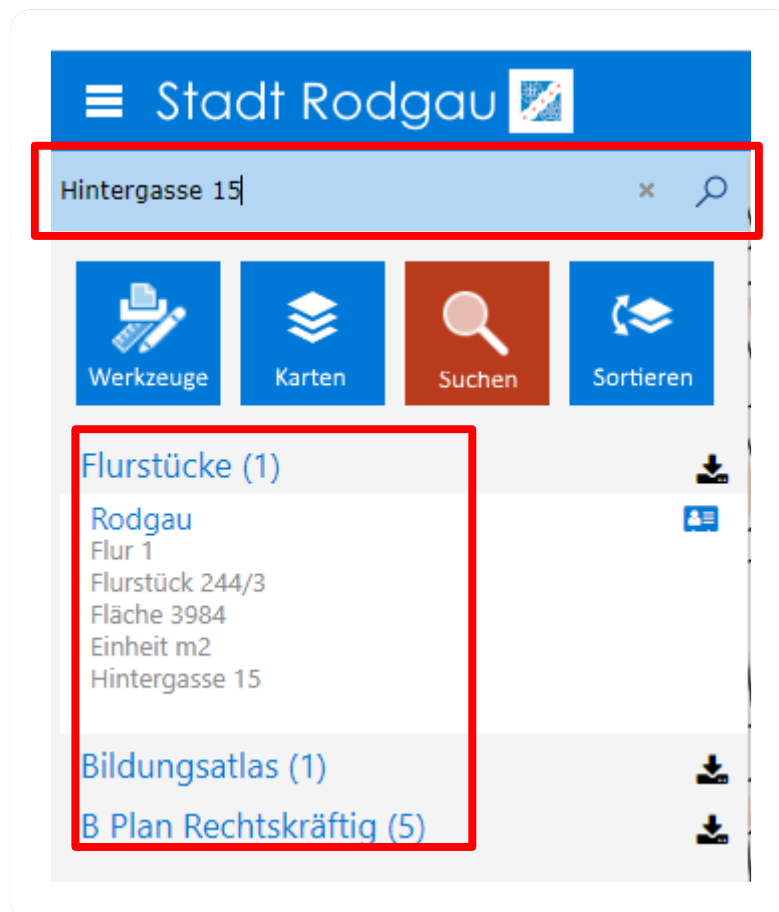 Stadt Rodgau
Hintergasse 15
Werkzeuge
Karten
Suchen
Sortieren
Flurstücke (1)
Rodgau
Flur 1
Flurstück 244/3
Fläche 3984
Einheit m2
Hintergasse 15
Bildungsatlas (1)
B Plan Rechtskräftig (5)